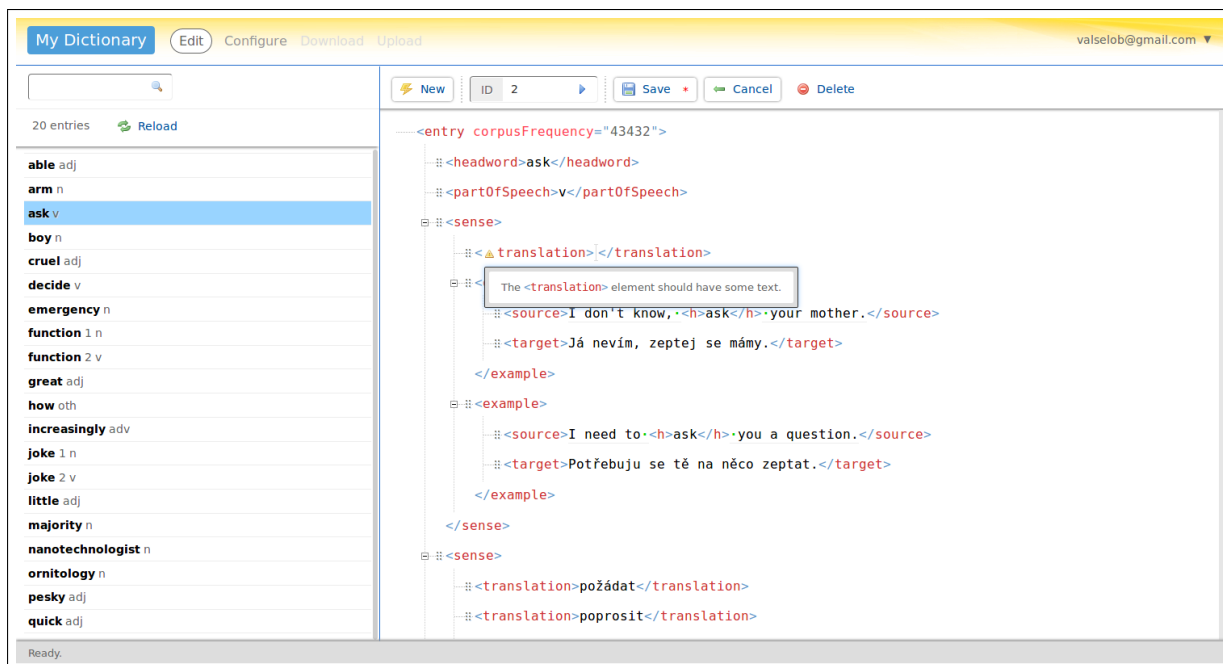 My Dictionary Edit Configure Download Upload valselob@gmail.com ▼
New ID 2 Save * Cancel Delete
20 entries Reload
able adj
arm n
ask v
boy n
cruel adj
decide v
emergency n
function 1 n
function 2 v
great adj
how oth
increasingly adv
joke 1 n
joke 2 v
little adj
majority n
nanotechnologist n
ornitology n
pesky adj
quick adj
<entry corpusFrequency="43432">
<headword>ask</headword>
<partOfSpeech>v</partOfSpeech>
<sense>
<translation></translation>
The <translation> element should have some text.
<source>I don't know,·<h>ask</h>·your mother.</source>
<target>Já nevím, zeptej se mámy.</target>
</example>
<example>
<source>I need to·<h>ask</h>·you a question.</source>
<target>Potřebuju se tě na něco zeptat.</target>
</example>
</sense>
<sense>
<translation>požádat</translation>
<translation>poprosit</translation>
Ready.